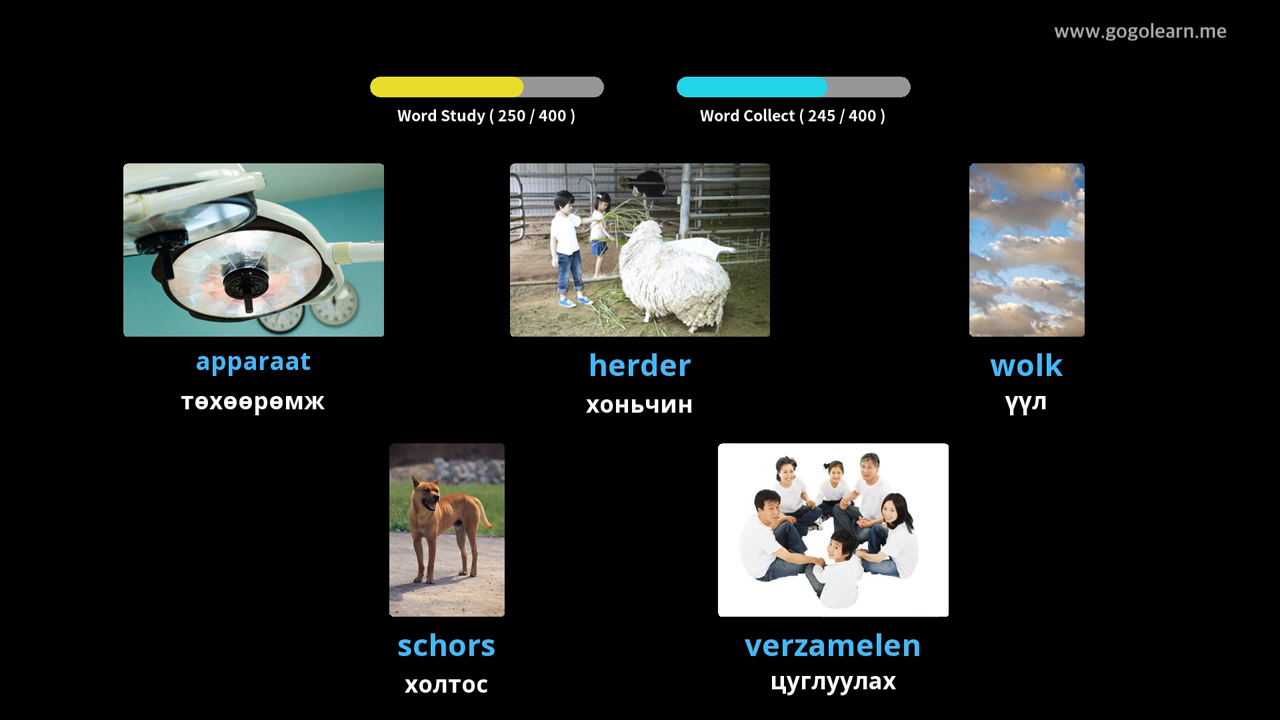 www.gogolearn.me
Word Study ( 250 / 400 )
Word Collect ( 245 / 400 )
apparaat
төхөөрөмж
herder
хоньчин
wolk
үүл
schors
холтос
verzamelen
цуглуулах